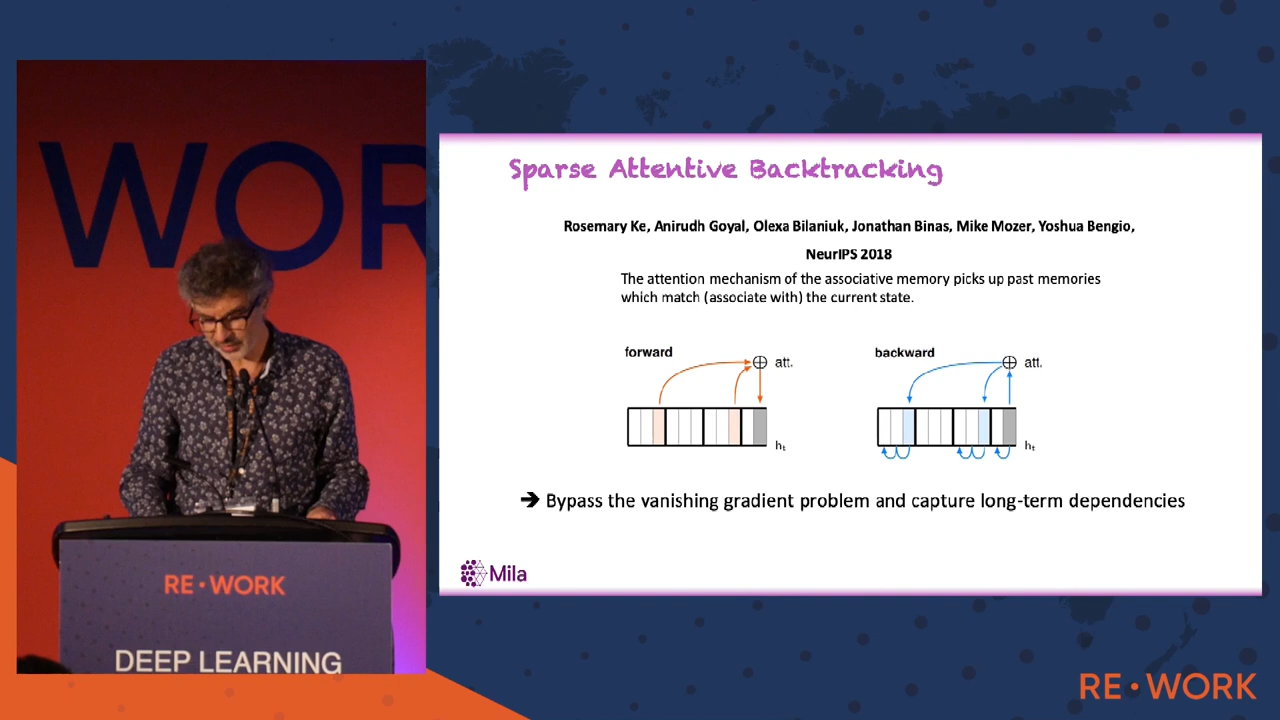 WOR
RE•WORK
DEEP LEARNING
Sparse Attentive Backtracking
Rosemary Ke, Anirudh Goyal, Olexa Bilaniuk, Jonathan Binas, Mike Mozer, Yoshua Bengio,
NeurIPS 2018
The attention mechanism of the associative memory picks up past memories
which match (associate with) the current state.
forward
att.
ht
backward
att.
ht
➔ Bypass the vanishing gradient problem and capture long-term dependencies
Mila
RE•WORK